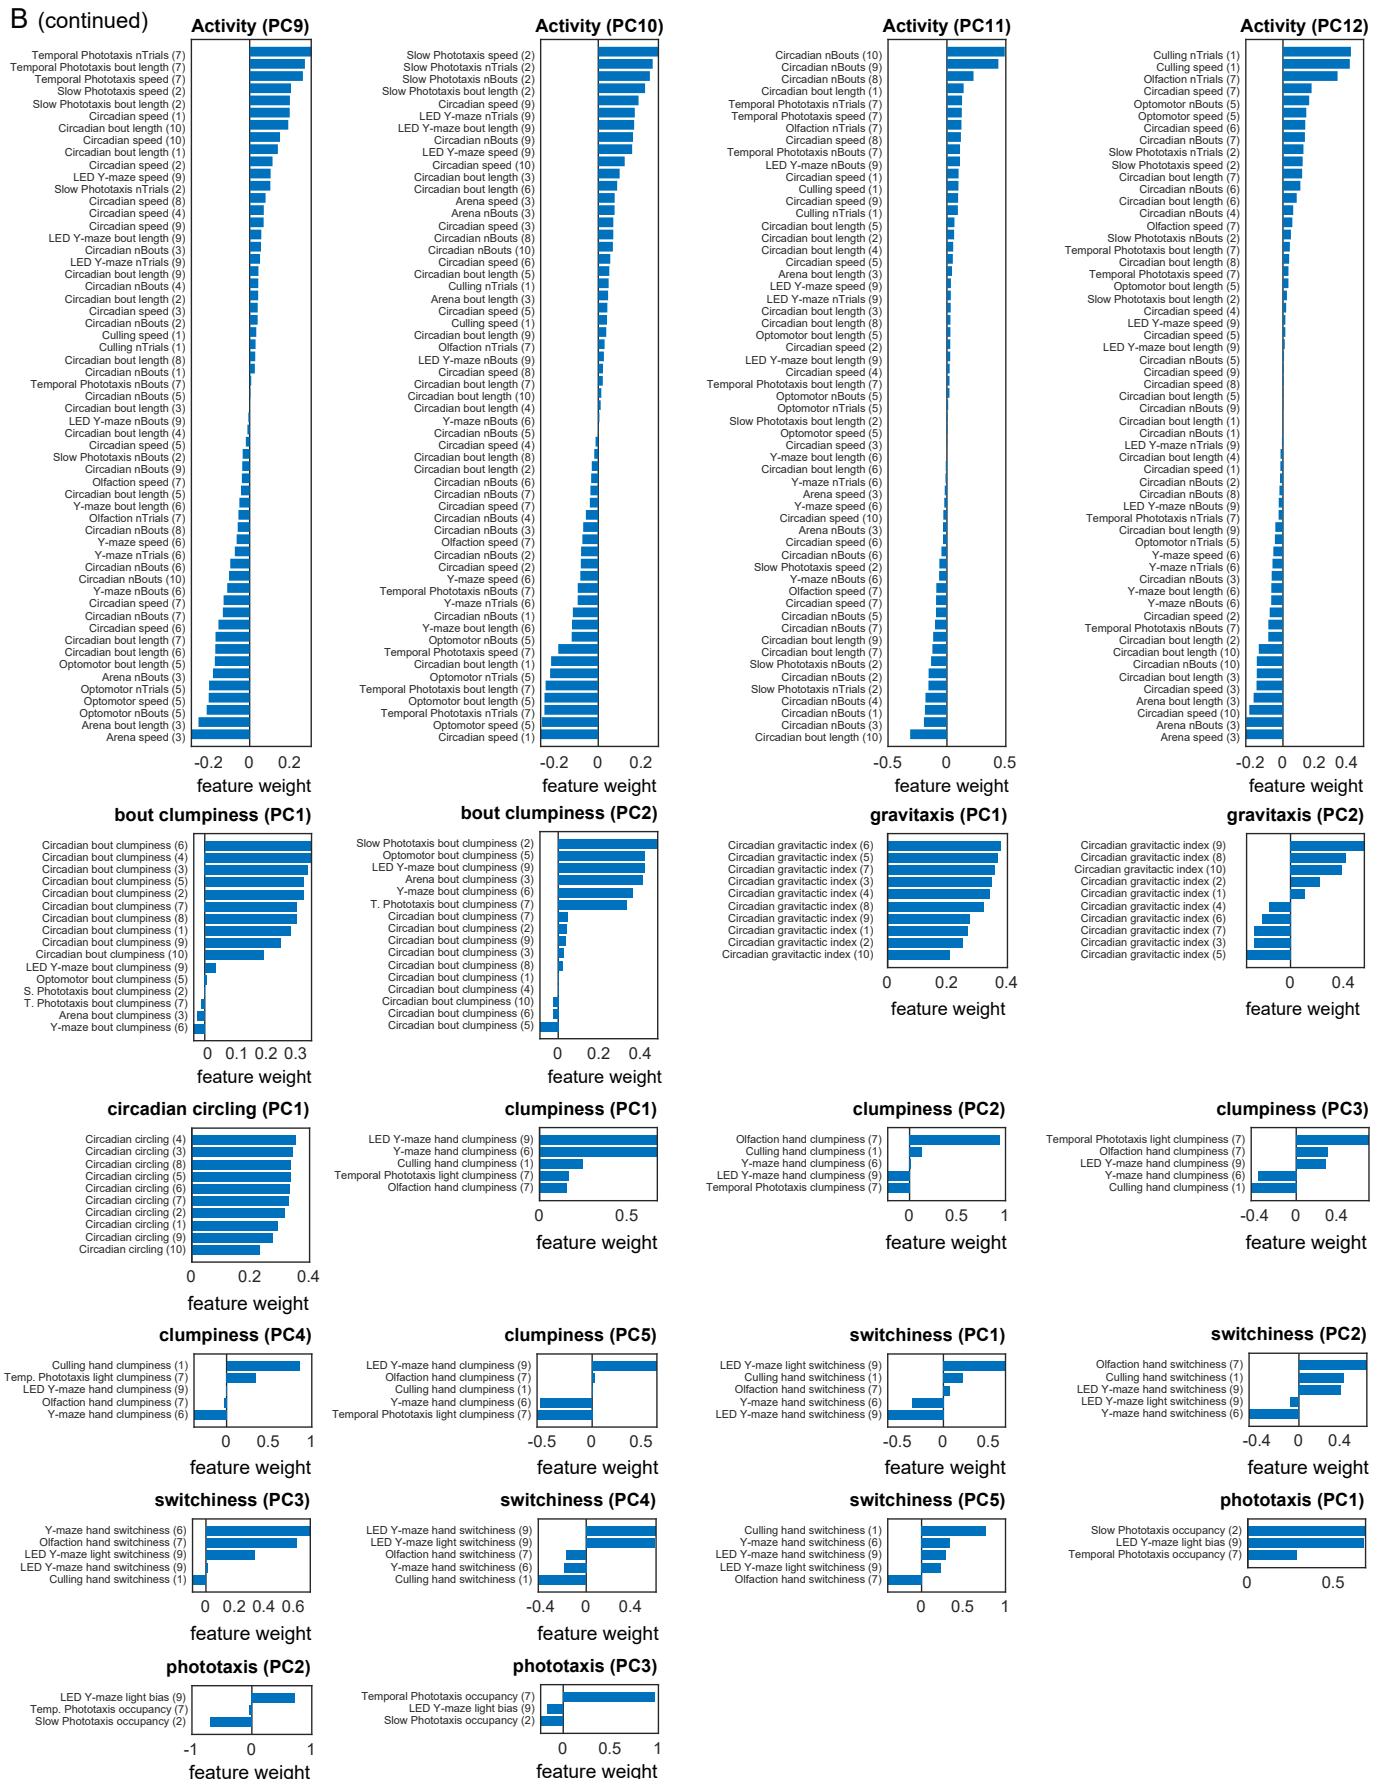 B (continued)
Activity (PC9)
Temporal Phototaxis nTrials (7)
Temporal Phototaxis bout length (7)
Temporal Phototaxis speed (7)
Slow Phototaxis speed (2)
Slow Phototaxis bout length (2)
Circadian speed (1)
Circadian bout length (10)
Circadian speed (10)
Circadian bout length (1)
Circadian speed (2)
LED Y-maze speed (9)
Slow Phototaxis nTrials (2)
Circadian speed (8)
Circadian speed (4)
Circadian speed (9)
LED Y-maze bout length (9)
Circadian nBouts (3)
LED Y-maze nTrials (9)
Circadian bout length (9)
Circadian nBouts (4)
Circadian bout length (2)
Circadian speed (3)
Circadian nBouts (2)
Culling speed (1)
Culling nTrials (1)
Circadian bout length (8)
Circadian nBouts (1)
Temporal Phototaxis nBouts (7)
Circadian nBouts (5)
Circadian bout length (3)
LED Y-maze nBouts (9)
Circadian bout length (4)
Circadian speed (5)
Slow Phototaxis nBouts (2)
Circadian nBouts (9)
Olfaction speed (7)
Circadian bout length (5)
Y-maze bout length (6)
Olfaction nTrials (7)
Circadian nBouts (8)
Y-maze speed (6)
Y-maze nTrials (6)
Circadian nBouts (6)
Circadian nBouts (10)
Y-maze nBouts (6)
Circadian speed (7)
Circadian nBouts (7)
Circadian speed (6)
Circadian bout length (7)
Circadian bout length (6)
Optomotor bout length (5)
Arena nBouts (3)
Optomotor nTrials (5)
Optomotor speed (5)
Optomotor nBouts (5)
Arena bout length (3)
Arena speed (3)
-0.2 0 0.2
feature weight
Activity (PC10)
Slow Phototaxis speed (2)
Slow Phototaxis nTrials (2)
Slow Phototaxis nBouts (2)
Slow Phototaxis bout length (2)
Circadian speed (9)
LED Y-maze nTrials (9)
LED Y-maze bout length (9)
Circadian nBouts (9)
LED Y-maze speed (9)
Circadian speed (10)
Circadian bout length (3)
Circadian bout length (6)
Arena speed (3)
Arena nBouts (3)
Circadian speed (3)
Circadian nBouts (8)
Circadian nBouts (10)
Circadian speed (6)
Circadian bout length (5)
Culling nTrials (1)
Arena bout length (3)
Circadian speed (5)
Culling speed (1)
Circadian bout length (9)
Olfaction nTrials (7)
LED Y-maze nBouts (9)
Circadian speed (8)
Circadian bout length (7)
Circadian bout length (10)
Circadian bout length (4)
Y-maze nBouts (6)
Circadian nBouts (5)
Circadian speed (4)
Circadian bout length (8)
Circadian bout length (2)
Circadian nBouts (6)
Circadian nBouts (7)
Circadian speed (7)
Circadian nBouts (4)
Circadian nBouts (3)
Olfaction speed (7)
Circadian nBouts (2)
Circadian speed (2)
Y-maze speed (6)
Temporal Phototaxis nBouts (7)
Y-maze nTrials (6)
Circadian nBouts (1)
Y-maze bout length (6)
Optomotor nBouts (5)
Temporal Phototaxis speed (7)
Circadian bout length (1)
Optomotor nTrials (5)
Temporal Phototaxis bout length (7)
Optomotor bout length (5)
Temporal Phototaxis nTrials (7)
Optomotor speed (5)
Circadian speed (1)
-0.2 0 0.2
feature weight
Activity (PC11)
Circadian nBouts (10)
Circadian nBouts (9)
Circadian nBouts (8)
Circadian bout length (1)
Temporal Phototaxis nTrials (7)
Temporal Phototaxis speed (7)
Olfaction nTrials (7)
Circadian speed (8)
Temporal Phototaxis nBouts (7)
LED Y-maze nBouts (9)
Circadian speed (1)
Culling speed (1)
Circadian speed (9)
Culling nTrials (1)
Circadian bout length (5)
Circadian bout length (2)
Circadian bout length (4)
Circadian speed (5)
Arena bout length (3)
LED Y-maze speed (9)
LED Y-maze nTrials (9)
Circadian bout length (3)
Circadian bout length (8)
Optomotor bout length (5)
Circadian speed (2)
LED Y-maze bout length (9)
Circadian speed (4)
Temporal Phototaxis bout length (7)
Optomotor nBouts (5)
Optomotor nTrials (5)
Slow Phototaxis bout length (2)
Optomotor speed (5)
Circadian speed (3)
Y-maze bout length (6)
Circadian bout length (6)
Y-maze nTrials (6)
Arena speed (3)
Y-maze speed (6)
Circadian speed (10)
Arena nBouts (3)
Circadian speed (6)
Circadian nBouts (6)
Slow Phototaxis speed (2)
Y-maze nBouts (6)
Olfaction speed (7)
Circadian speed (7)
Circadian nBouts (5)
Circadian nBouts (7)
Circadian bout length (9)
Circadian bout length (7)
Slow Phototaxis nBouts (2)
Circadian nBouts (2)
Slow Phototaxis nTrials (2)
Circadian nBouts (4)
Circadian nBouts (1)
Circadian nBouts (3)
Circadian bout length (10)
-0.5 0 0.5
feature weight
Activity (PC12)
Culling nTrials (1)
Culling speed (1)
Olfaction nTrials (7)
Circadian speed (7)
Optomotor nBouts (5)
Optomotor speed (5)
Circadian speed (6)
Circadian nBouts (7)
Slow Phototaxis nTrials (2)
Slow Phototaxis speed (2)
Circadian bout length (7)
Circadian nBouts (6)
Circadian bout length (6)
Circadian nBouts (4)
Olfaction speed (7)
Slow Phototaxis nBouts (2)
Temporal Phototaxis bout length (7)
Circadian bout length (8)
Temporal Phototaxis speed (7)
Optomotor bout length (5)
Slow Phototaxis bout length (2)
Circadian speed (4)
LED Y-maze speed (9)
Circadian speed (5)
LED Y-maze bout length (9)
Circadian nBouts (5)
Circadian speed (9)
Circadian speed (8)
Circadian bout length (5)
Circadian nBouts (9)
Circadian bout length (1)
Circadian nBouts (1)
LED Y-maze nTrials (9)
Circadian bout length (4)
Circadian speed (1)
Circadian nBouts (2)
Circadian nBouts (8)
LED Y-maze nBouts (9)
Temporal Phototaxis nTrials (7)
Circadian bout length (9)
Optomotor nTrials (5)
Y-maze speed (6)
Y-maze nTrials (6)
Circadian nBouts (3)
Y-maze bout length (6)
Y-maze nBouts (6)
Circadian speed (2)
Temporal Phototaxis nBouts (7)
Circadian bout length (2)
Circadian bout length (10)
Circadian nBouts (10)
Circadian bout length (3)
Circadian speed (3)
Arena bout length (3)
Circadian speed (10)
Arena nBouts (3)
Arena speed (3)
-0.2 0 0.2 0.4
feature weight
bout clumpiness (PC1)
Circadian bout clumpiness (6)
Circadian bout clumpiness (4)
Circadian bout clumpiness (3)
Circadian bout clumpiness (5)
Circadian bout clumpiness (2)
Circadian bout clumpiness (7)
Circadian bout clumpiness (8)
Circadian bout clumpiness (1)
Circadian bout clumpiness (9)
Circadian bout clumpiness (10)
LED Y-maze bout clumpiness (9)
Optomotor bout clumpiness (5)
S. Phototaxis bout clumpiness (2)
T. Phototaxis bout clumpiness (7)
Arena bout clumpiness (3)
Y-maze bout clumpiness (6)
0 0.1 0.2 0.3
feature weight
bout clumpiness (PC2)
Slow Phototaxis bout clumpiness (2)
Optomotor bout clumpiness (5)
LED Y-maze bout clumpiness (9)
Arena bout clumpiness (3)
Y-maze bout clumpiness (6)
T. Phototaxis bout clumpiness (7)
Circadian bout clumpiness (7)
Circadian bout clumpiness (2)
Circadian bout clumpiness (9)
Circadian bout clumpiness (3)
Circadian bout clumpiness (8)
Circadian bout clumpiness (1)
Circadian bout clumpiness (4)
Circadian bout clumpiness (10)
Circadian bout clumpiness (6)
Circadian bout clumpiness (5)
0 0.2 0.4
feature weight
gravitaxis (PC1)
Circadian gravitactic index (6)
Circadian gravitactic index (5)
Circadian gravitactic index (7)
Circadian gravitactic index (3)
Circadian gravitactic index (4)
Circadian gravitactic index (8)
Circadian gravitactic index (9)
Circadian gravitactic index (1)
Circadian gravitactic index (2)
Circadian gravitactic index (10)
0 0.2 0.4
feature weight
gravitaxis (PC2)
Circadian gravitactic index (9)
Circadian gravitactic index (8)
Circadian gravitactic index (10)
Circadian gravitactic index (2)
Circadian gravitactic index (1)
Circadian gravitactic index (4)
Circadian gravitactic index (6)
Circadian gravitactic index (7)
Circadian gravitactic index (3)
Circadian gravitactic index (5)
0 0.4
feature weight
circadian circling (PC1)
Circadian circling (4)
Circadian circling (3)
Circadian circling (8)
Circadian circling (5)
Circadian circling (6)
Circadian circling (7)
Circadian circling (2)
Circadian circling (1)
Circadian circling (9)
Circadian circling (10)
0 0.2 0.4
feature weight
clumpiness (PC1)
LED Y-maze hand clumpiness (9)
Y-maze hand clumpiness (6)
Culling hand clumpiness (1)
Temporal Phototaxis light clumpiness (7)
Olfaction hand clumpiness (7)
0 0.5
feature weight
clumpiness (PC2)
Olfaction hand clumpiness (7)
Culling hand clumpiness (1)
Y-maze hand clumpiness (6)
LED Y-maze hand clumpiness (9)
Temporal Phototaxis clumpiness (7)
0 0.5 1
feature weight
clumpiness (PC3)
Temporal Phototaxis light clumpiness (7)
Olfaction hand clumpiness (7)
LED Y-maze hand clumpiness (9)
Y-maze hand clumpiness (6)
Culling hand clumpiness (1)
-0.4 0 0.4
feature weight
clumpiness (PC4)
Culling hand clumpiness (1)
Temp. Phototaxis light clumpiness (7)
LED Y-maze hand clumpiness (9)
Olfaction hand clumpiness (7)
Y-maze hand clumpiness (6)
0 0.5 1
feature weight
clumpiness (PC5)
LED Y-maze hand clumpiness (9)
Olfaction hand clumpiness (7)
Culling hand clumpiness (1)
Y-maze hand clumpiness (6)
Temporal Phototaxis light clumpiness (7)
-0.5 0 0.5
feature weight
switchiness (PC1)
LED Y-maze light switchiness (9)
Culling hand switchiness (1)
Olfaction hand switchiness (7)
Y-maze hand switchiness (6)
LED Y-maze hand switchiness (9)
-0.5 0 0.5
feature weight
switchiness (PC2)
Olfaction hand switchiness (7)
Culling hand switchiness (1)
LED Y-maze hand switchiness (9)
LED Y-maze light switchiness (9)
Y-maze hand switchiness (6)
-0.4 0 0.4
feature weight
switchiness (PC3)
Y-maze hand switchiness (6)
Olfaction hand switchiness (7)
LED Y-maze light switchiness (9)
LED Y-maze hand switchiness (9)
Culling hand switchiness (1)
0 0.2 0.4 0.6
feature weight
switchiness (PC4)
LED Y-maze hand switchiness (9)
LED Y-maze light switchiness (9)
Olfaction hand switchiness (7)
Y-maze hand switchiness (6)
Culling hand switchiness (1)
-0.4 0 0.4
feature weight
switchiness (PC5)
Culling hand switchiness (1)
Y-maze hand switchiness (6)
LED Y-maze hand switchiness (9)
LED Y-maze light switchiness (9)
Olfaction hand switchiness (7)
0 0.5 1
feature weight
phototaxis (PC1)
Slow Phototaxis occupancy (2)
LED Y-maze light bias (9)
Temporal Phototaxis occupancy (7)
0 0.5
feature weight
phototaxis (PC2)
LED Y-maze light bias (9)
Temp. Phototaxis occupancy (7)
Slow Phototaxis occupancy (2)
-1 0 1
feature weight
phototaxis (PC3)
Temporal Phototaxis occupancy (7)
LED Y-maze light bias (9)
Slow Phototaxis occupancy (2)
0 0.5 1
feature weight